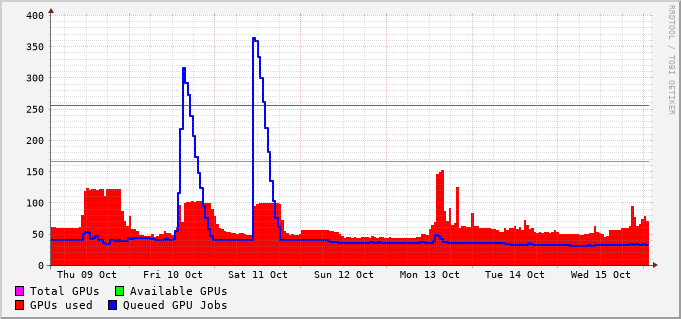 400
350
300
250
200
150
100
50
0
Thu 09 Oct Fri 10 Oct Sat 11 Oct Sun 12 Oct Mon 13 Oct Tue 14 Oct Wed 15 Oct
Total GPUs Available GPUs
GPUs used Queued GPU Jobs
RRDTOOL / TOBI OETIKER